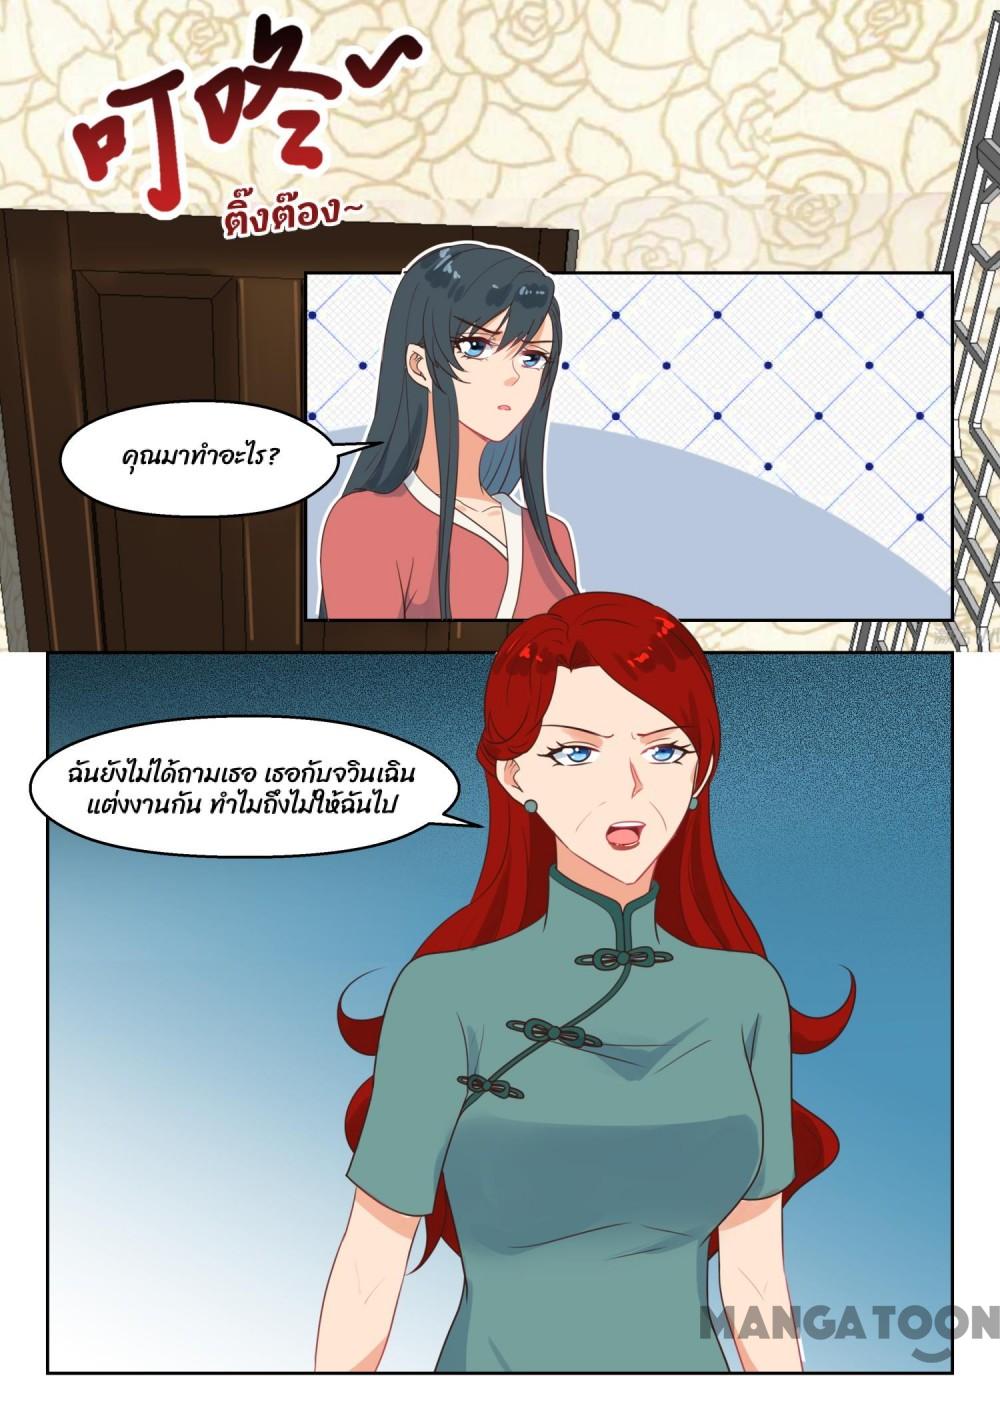 叮咚~
ติ๊งต๊อง~
คุณมาทำอะไร?
ฉันยังไม่ได้ถามเธอ เธอกับจวินเฉิน
แต่งงานกัน ทำไมถึงไม่ให้ฉันไป
MANGATOON